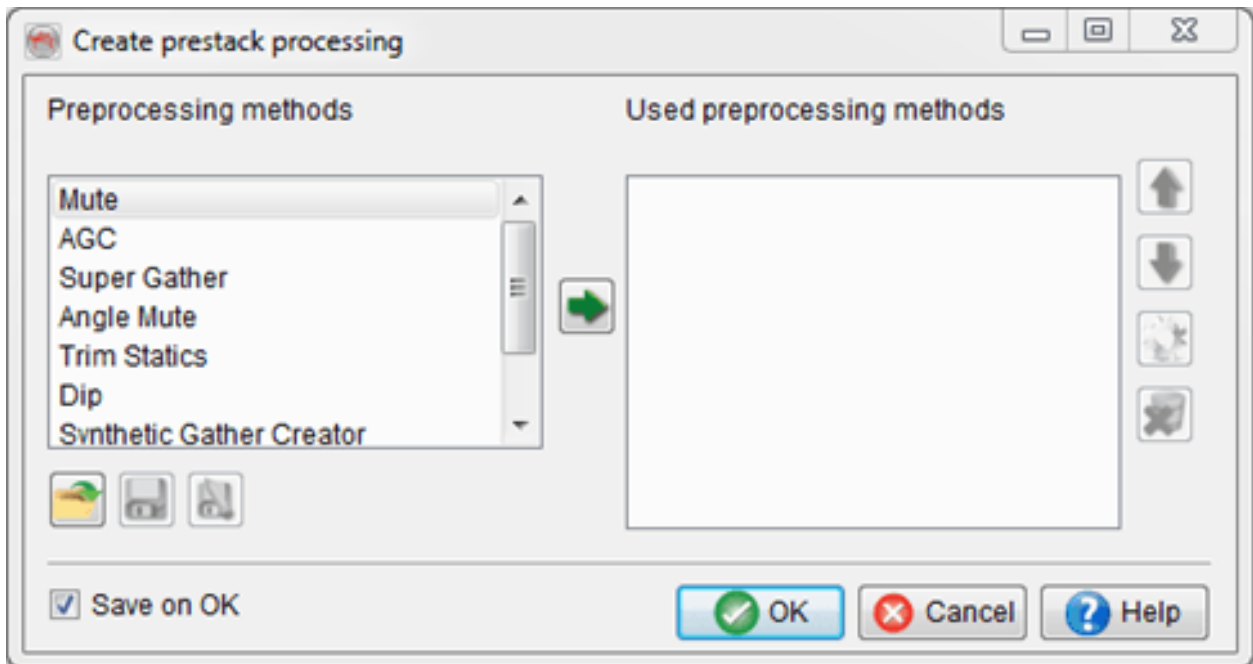 Create prestack processing
Preprocessing methods
Used preprocessing methods
Mute
AGC
Super Gather
Angle Mute
Trim Statics
Dip
Synthetic Gather Creator
Save on OK
OK
Cancel
Help